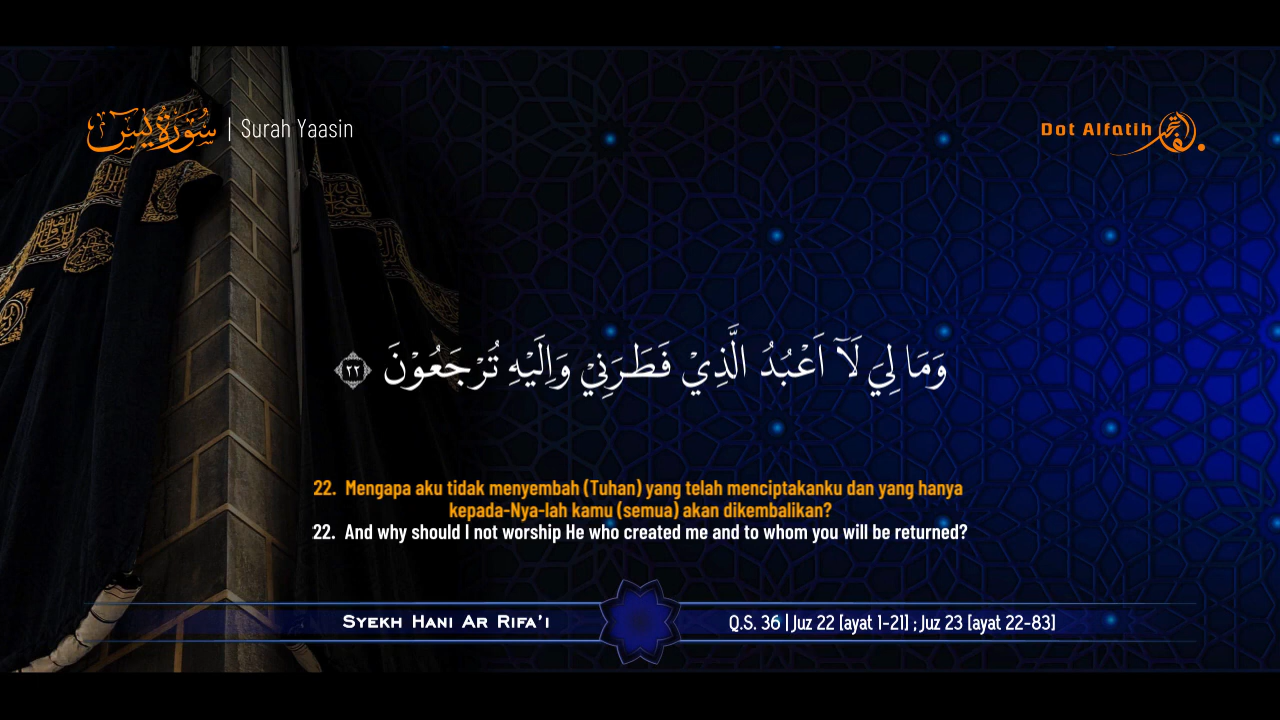 سُوْرَةُ يٰسٓ | Surah Yaasin
Dot Alfatih
وَمَا لِيَ لَآ اَعْبُدُ الَّذِيْ فَطَرَنِيْ وَاِلَيْهِ تُرْجَعُوْنَ ٢٢
22. Mengapa aku tidak menyembah (Tuhan) yang telah menciptakanku dan yang hanya
kepada-Nya-lah kamu (semua) akan dikembalikan?
22. And why should I not worship He who created me and to whom you will be returned?
Syekh Hani Ar Rifa'i
Q.S. 36 | Juz 22 [ayat 1-21] ; Juz 23 [ayat 22-83]